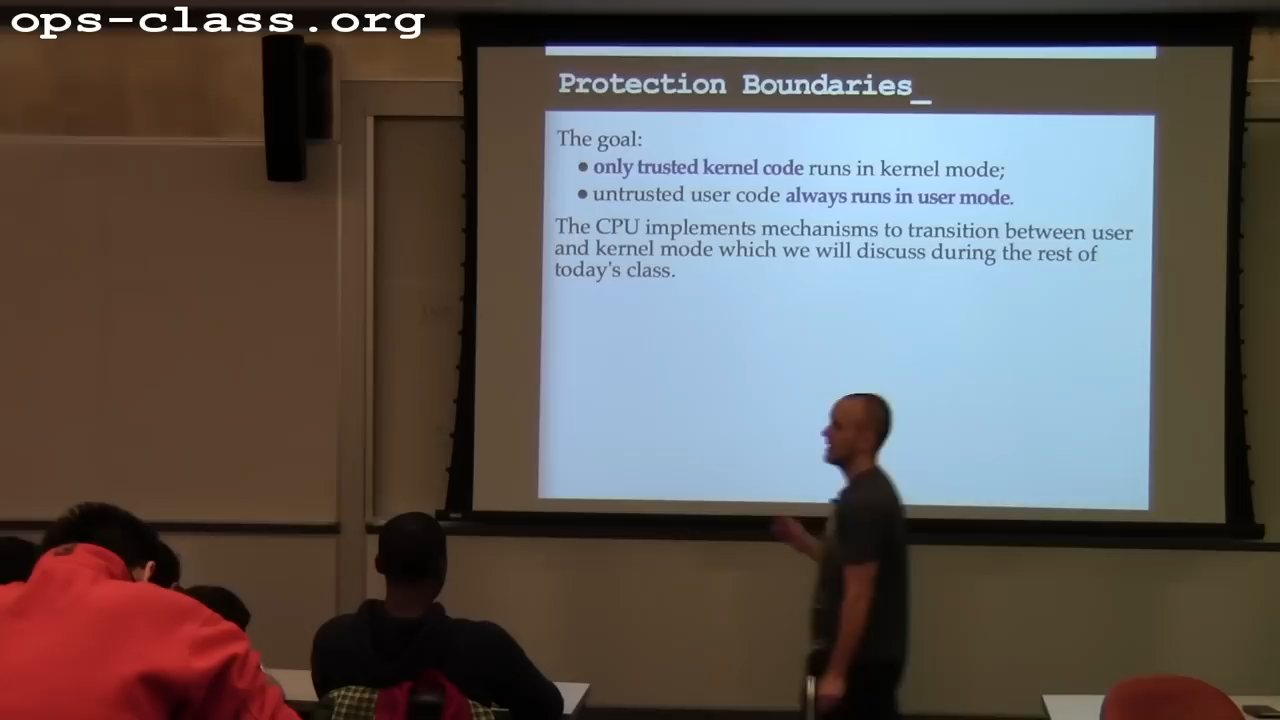 ops-class.org
Protection Boundaries_
The goal:
● only trusted kernel code runs in kernel mode;
● untrusted user code always runs in user mode.
The CPU implements mechanisms to transition between user
and kernel mode which we will discuss during the rest of
today's class.